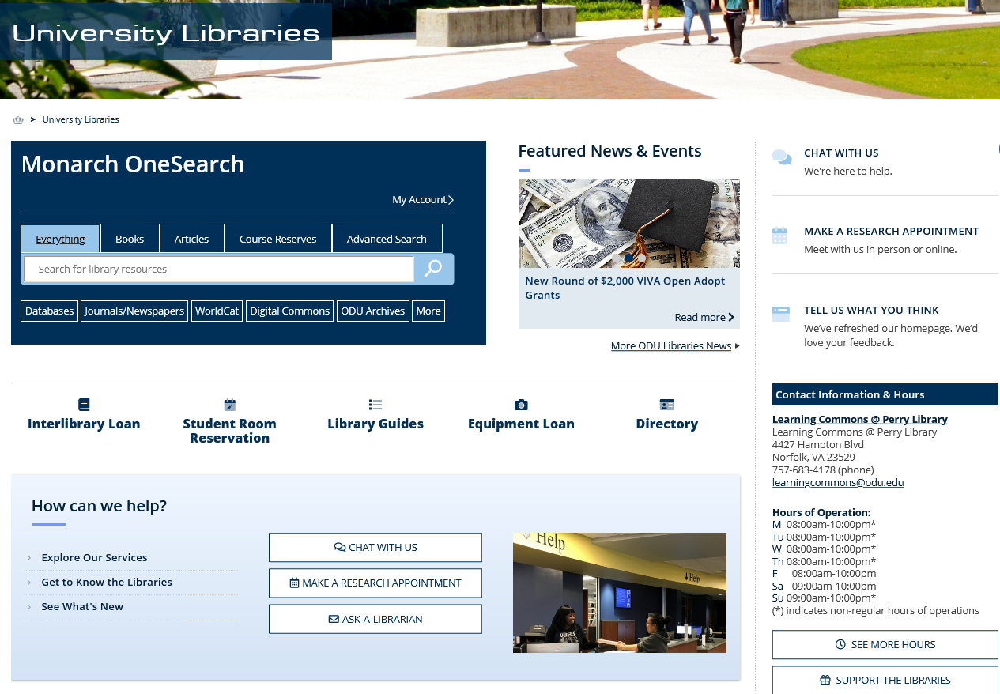 University Libraries
> University Libraries
Monarch OneSearch
My Account
Everything Books Articles Course Reserves Advanced Search
Search for library resources
Databases Journals/Newspapers WorldCat Digital Commons ODU Archives More
Featured News & Events
New Round of $2,000 VIVA Open Adopt
Grants
Read more
More ODU Libraries News
CHAT WITH US
We're here to help.
MAKE A RESEARCH APPOINTMENT
Meet with us in person or online.
TELL US WHAT YOU THINK
We've refreshed our homepage. We'd
love your feedback.
Interlibrary Loan
Student Room
Reservation
Library Guides
Equipment Loan
Directory
How can we help?
Explore Our Services
Get to Know the Libraries
See What's New
CHAT WITH US
MAKE A RESEARCH APPOINTMENT
ASK-A-LIBRARIAN
Help
Help
Contact Information & Hours
Learning Commons @ Perry Library
Learning Commons @ Perry Library
4427 Hampton Blvd
Norfolk, VA 23529
757-683-4178 (phone)
learningcommons@odu.edu
Hours of Operation:
M 08:00am-10:00pm*
Tu 08:00am-10:00pm*
W 08:00am-10:00pm*
Th 08:00am-10:00pm*
F 08:00am-10:00pm
Sa 09:00am-10:00pm
Su 09:00am-10:00pm*
(*) indicates non-regular hours of operations
SEE MORE HOURS
SUPPORT THE LIBRARIES